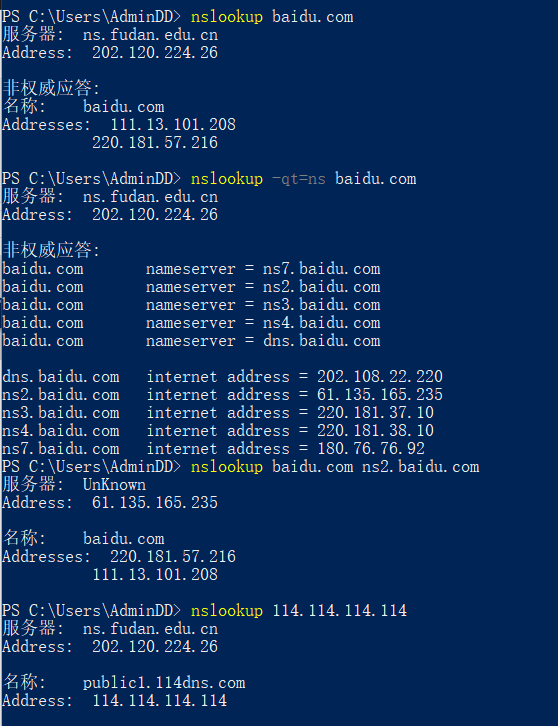 PS C:\Users\AdminDD> nslookup baidu.com
服务器:  ns.fudan.edu.cn
Address:  202.120.224.26
非权威应答:
名称:    baidu.com
Addresses:  111.13.101.208
220.181.57.216
PS C:\Users\AdminDD> nslookup -qt=ns baidu.com
服务器:  ns.fudan.edu.cn
Address:  202.120.224.26
非权威应答:
baidu.com       nameserver = ns7.baidu.com
baidu.com       nameserver = ns2.baidu.com
baidu.com       nameserver = ns3.baidu.com
baidu.com       nameserver = ns4.baidu.com
baidu.com       nameserver = dns.baidu.com
dns.baidu.com   internet address = 202.108.22.220
ns2.baidu.com   internet address = 61.135.165.235
ns3.baidu.com   internet address = 220.181.37.10
ns4.baidu.com   internet address = 220.181.38.10
ns7.baidu.com   internet address = 180.76.76.92
PS C:\Users\AdminDD> nslookup baidu.com ns2.baidu.com
服务器:  UnKnown
Address:  61.135.165.235
名称:    baidu.com
Addresses:  220.181.57.216
111.13.101.208
PS C:\Users\AdminDD> nslookup 114.114.114.114
服务器:  ns.fudan.edu.cn
Address:  202.120.224.26
名称:    public1.114dns.com
Address:  114.114.114.114